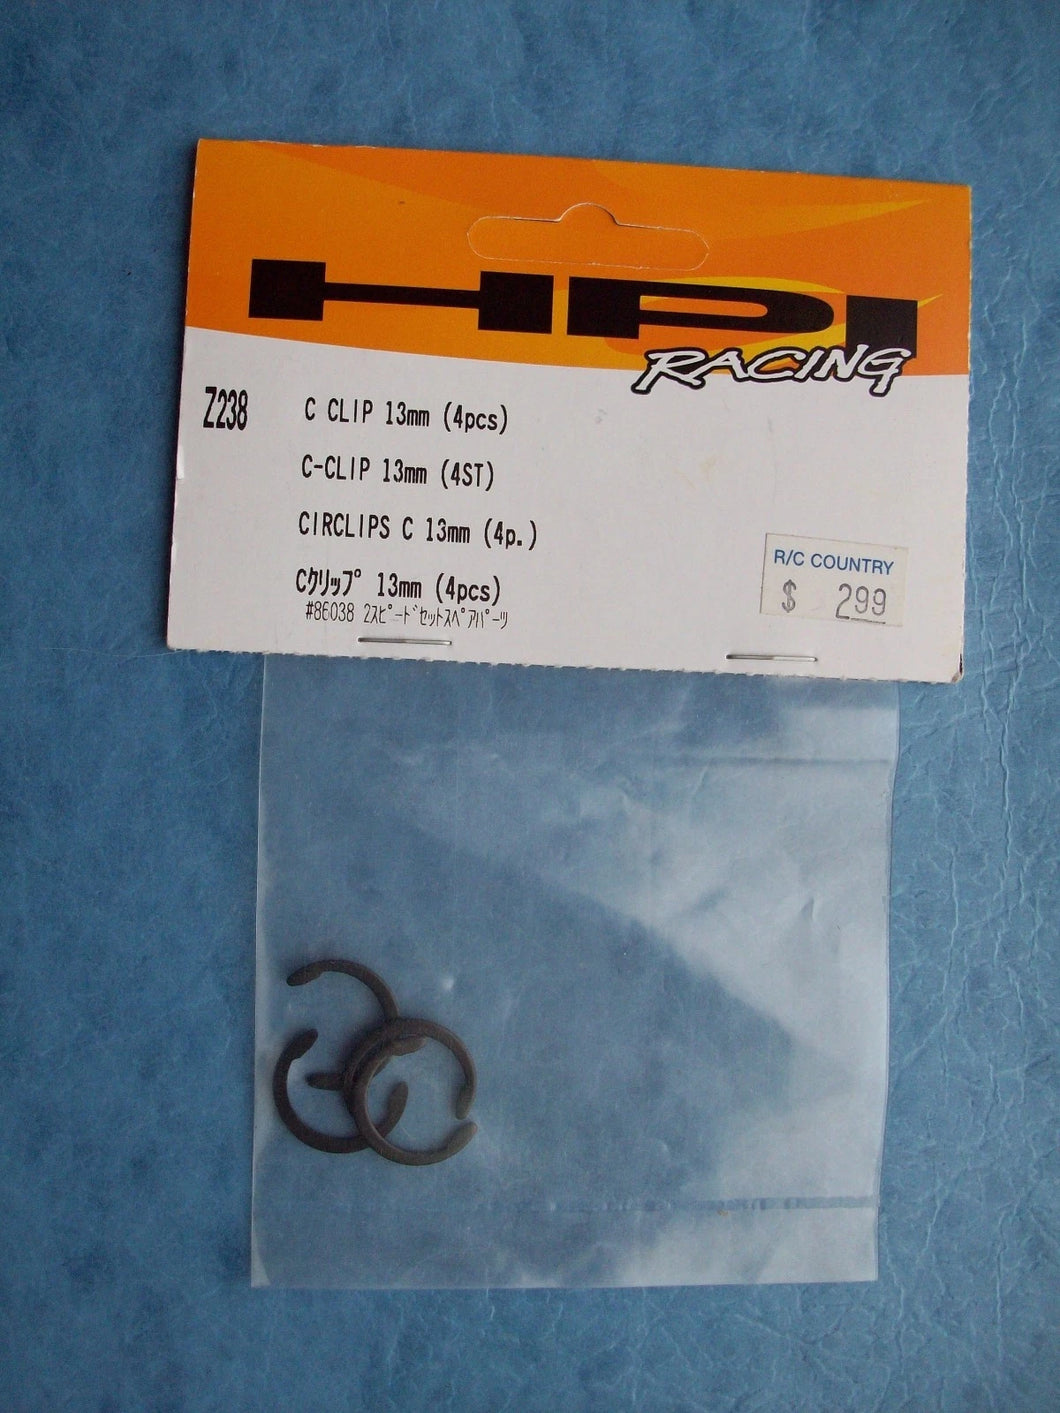 HPI
RACING
Z238
C CLIP 13mm (4pcs)
C-CLIP 13mm (4ST)
CIRCLIPS C 13mm (4p.)
Cｸﾘｯﾌﾟ 13mm (4pcs)
#86038 2ｽﾋﾟｰﾄﾞｾｯﾄｽﾍﾟｱﾊﾟｰﾂ
R/C COUNTRY
$ 299